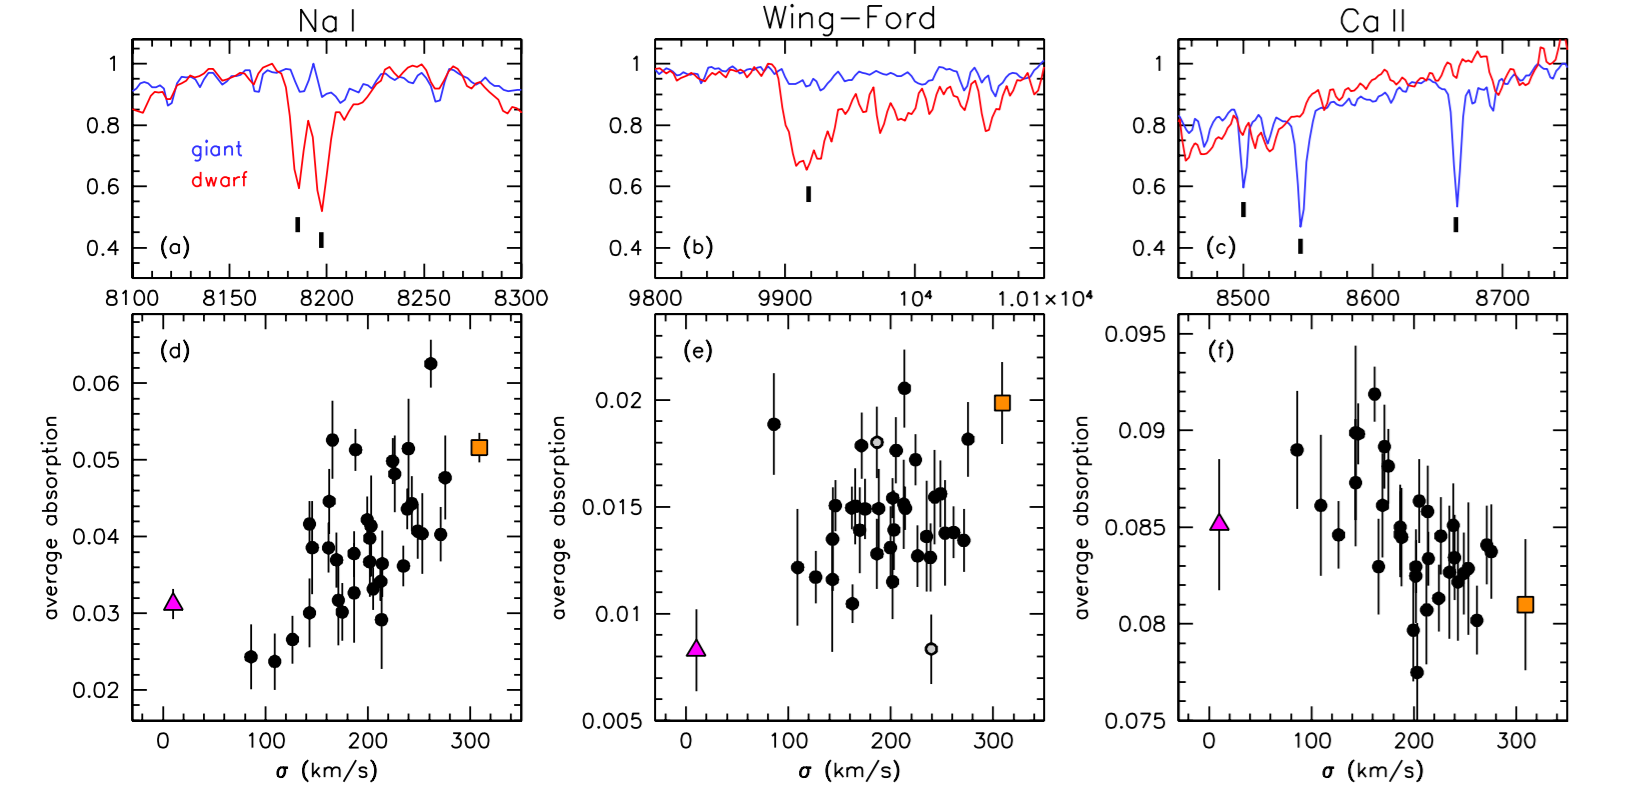 Na I
Wing-Ford
Ca II
1
0.8
0.6
0.4
giant
dwarf
(a)
8100 8150 8200 8250 8300
1
0.8
0.6
0.4
(b)
9800 9900 10⁴ 1.01×10⁴
1
0.8
0.6
0.4
(c)
8500 8600 8700
average absorption
0.06
0.05
0.04
0.03
0.02
(d)
0 100 200 300
σ (km/s)
average absorption
0.02
0.015
0.01
0.005
(e)
0 100 200 300
σ (km/s)
average absorption
0.095
0.09
0.085
0.08
0.075
(f)
0 100 200 300
σ (km/s)